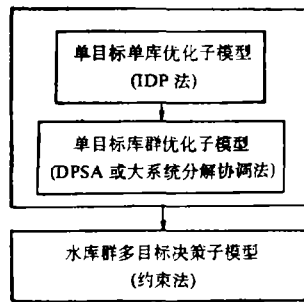 单目标单库优化子模型
(IDP 法)
单目标库群优化子模型
(DPSA 或大系统分解协调法)
水库群多目标决策子模型
(约束法)